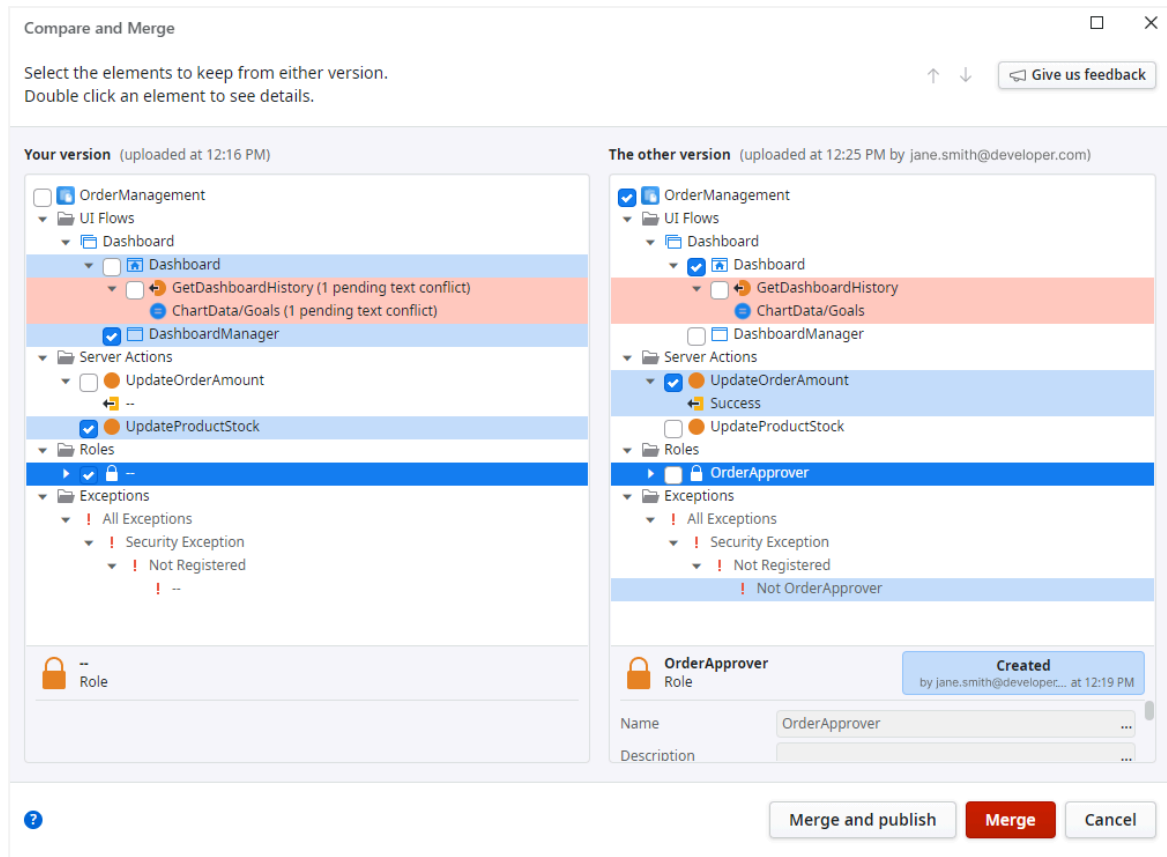 Compare and Merge
Select the elements to keep from either version.
Double click an element to see details.
Give us feedback
Your version (uploaded at 12:16 PM)
OrderManagement
UI Flows
Dashboard
Dashboard
GetDashboardHistory (1 pending text conflict)
ChartData/Goals (1 pending text conflict)
DashboardManager
Server Actions
UpdateOrderAmount
--
UpdateProductStock
Roles
--
Exceptions
! All Exceptions
! Security Exception
! Not Registered
! --
--
Role
The other version (uploaded at 12:25 PM by jane.smith@developer.com)
OrderManagement
UI Flows
Dashboard
Dashboard
GetDashboardHistory
ChartData/Goals
DashboardManager
Server Actions
UpdateOrderAmount
Success
UpdateProductStock
Roles
OrderApprover
Exceptions
! All Exceptions
! Security Exception
! Not Registered
! Not OrderApprover
OrderApprover
Role
Created
by jane.smith@developer.... at 12:19 PM
Name OrderApprover ...
Description ...
?
Merge and publish
Merge
Cancel